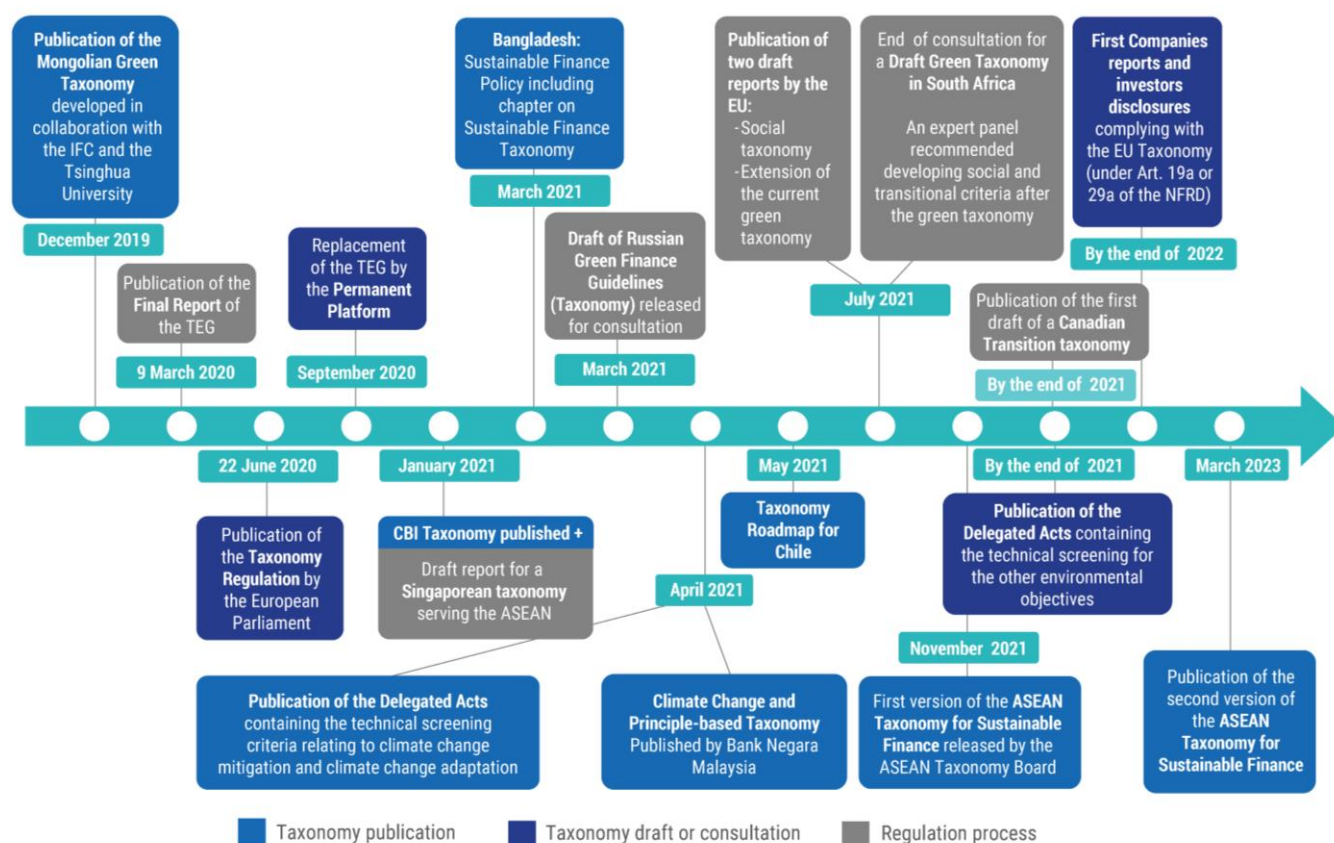 Publication of the
Mongolian Green
Taxonomy
developed in
collaboration with
the IFC and the
Tsinghua
University
December 2019
Publication of the
Final Report of
the TEG
9 March 2020
Replacement
of the TEG by
the Permanent
Platform
September 2020
Bangladesh:
Sustainable Finance
Policy including
chapter on
Sustainable Finance
Taxonomy
March 2021
Draft of Russian
Green Finance
Guidelines
(Taxonomy) released
for consultation
March 2021
Publication of
two draft
reports by the
EU:
-Social
taxonomy
-Extension of
the current
green
taxonomy
End of consultation for
a Draft Green Taxonomy
in South Africa
An expert panel
recommended
developing social and
transitional criteria after
the green taxonomy
July 2021
First Companies
reports and
investors
disclosures
complying with
the EU Taxonomy
(under Art. 19a or
29a of the NFRD)
By the end of 2022
Publication of the first
draft of a Canadian
Transition taxonomy
By the end of 2021
22 June 2020
Publication of
the Taxonomy
Regulation by
the European
Parliament
January 2021
CBI Taxonomy published +
Draft report for a
Singaporean taxonomy
serving the ASEAN
April 2021
Publication of the Delegated Acts
containing the technical screening
criteria relating to climate change
mitigation and climate change adaptation
Climate Change and
Principle-based Taxonomy
Published by Bank Negara
Malaysia
May 2021
Taxonomy
Roadmap for
Chile
By the end of 2021
Publication of the
Delegated Acts containing
the technical screening for
the other environmental
objectives
November 2021
First version of the ASEAN
Taxonomy for Sustainable
Finance released by the
ASEAN Taxonomy Board
March 2023
Publication of the
second version of
the ASEAN
Taxonomy for
Sustainable Finance
Taxonomy publication
Taxonomy draft or consultation
Regulation process